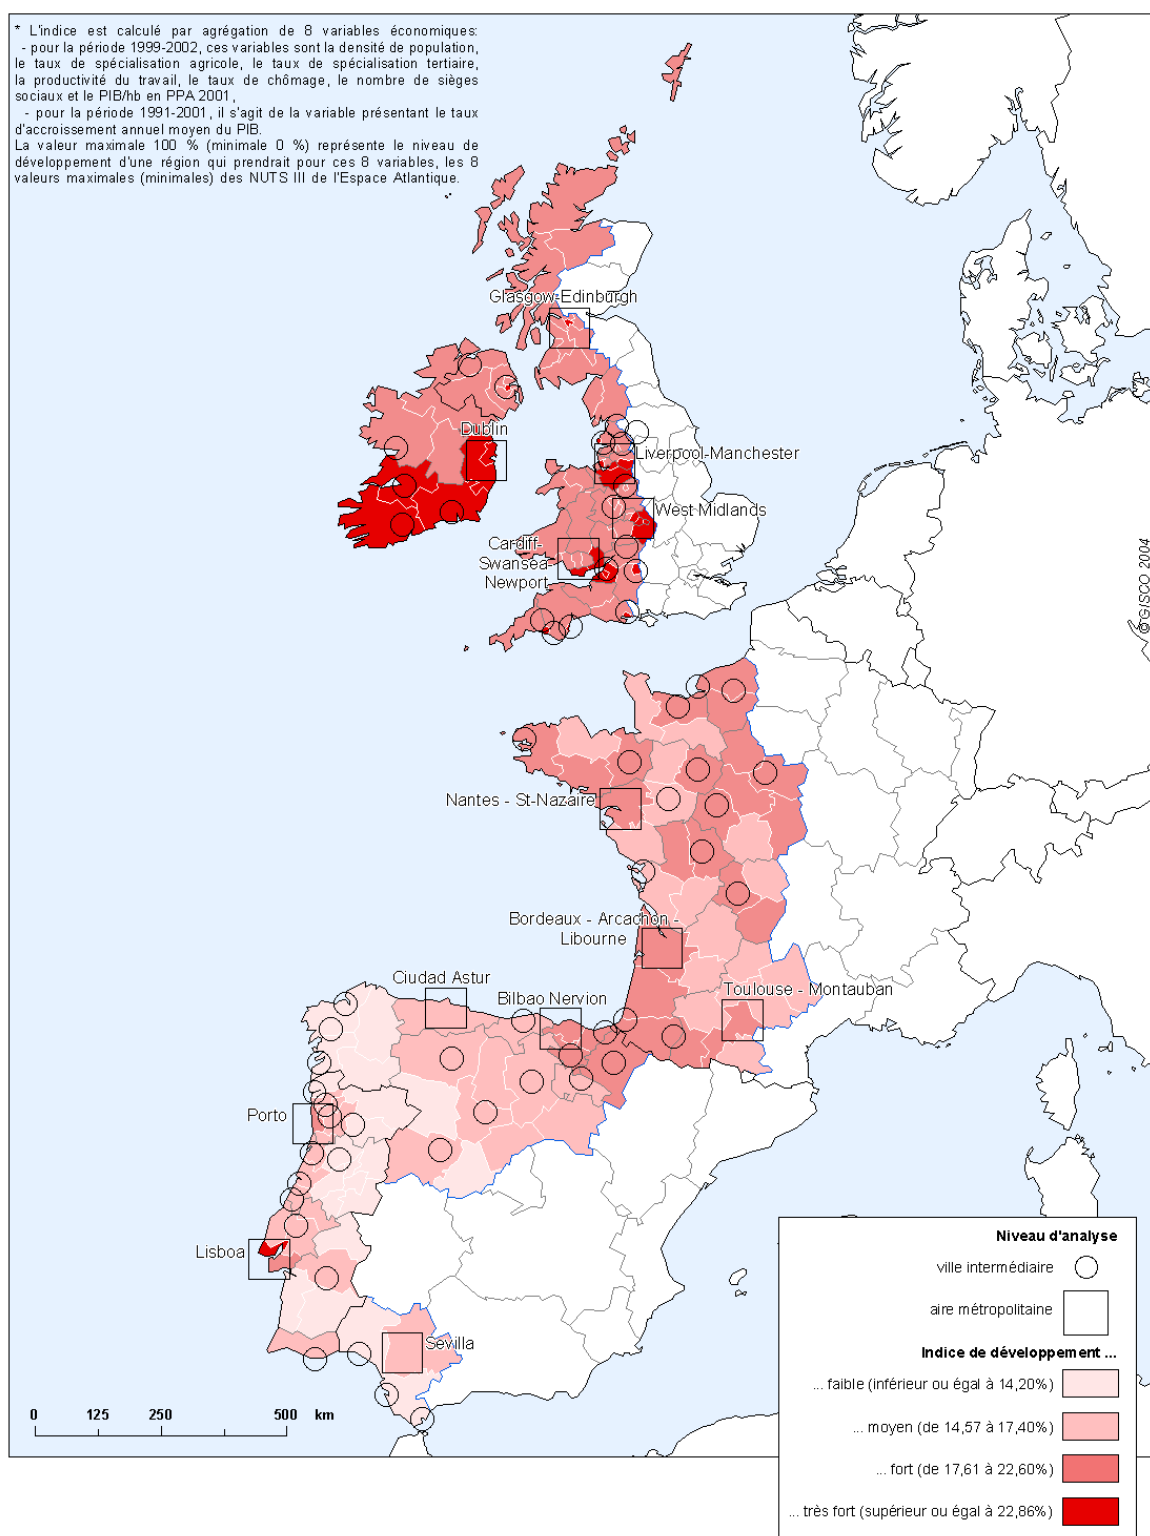 * L'indice est calculé par agrégation de 8 variables économiques:
- pour la période 1999-2002, ces variables sont la densité de population,
le taux de spécialisation agricole, le taux de spécialisation tertiaire,
la productivité du travail, le taux de chômage, le nombre de sièges
sociaux et le PIB/hb en PPA 2001,
- pour la période 1991-2001, il s'agit de la variable présentant le taux
d'accroissement annuel moyen du PIB.
La valeur maximale 100 % (minimale 0 %) représente le niveau de
développement d'une région qui prendrait pour ces 8 variables, les 8
valeurs maximales (minimales) des NUTS III de l'Espace Atlantique.
Glasgow-Edinburgh
Dublin
Liverpool-Manchester
West Midlands
Cardiff-
Swansea-
Newport
©GISCO 2004
Nantes - St-Nazaire
Bordeaux - Arcachon -
Libourne
Ciudad Astur
Bilbao Nervion
Toulouse - Montauban
Porto
Lisboa
Sevilla
0 125 250 500 km
Niveau d'analyse
ville intermédiaire
aire métropolitaine
Indice de développement ...
... faible (inférieur ou égal à 14,20%)
... moyen (de 14,57 à 17,40%)
... fort (de 17,61 à 22,60%)
... très fort (supérieur ou égal à 22,86%)